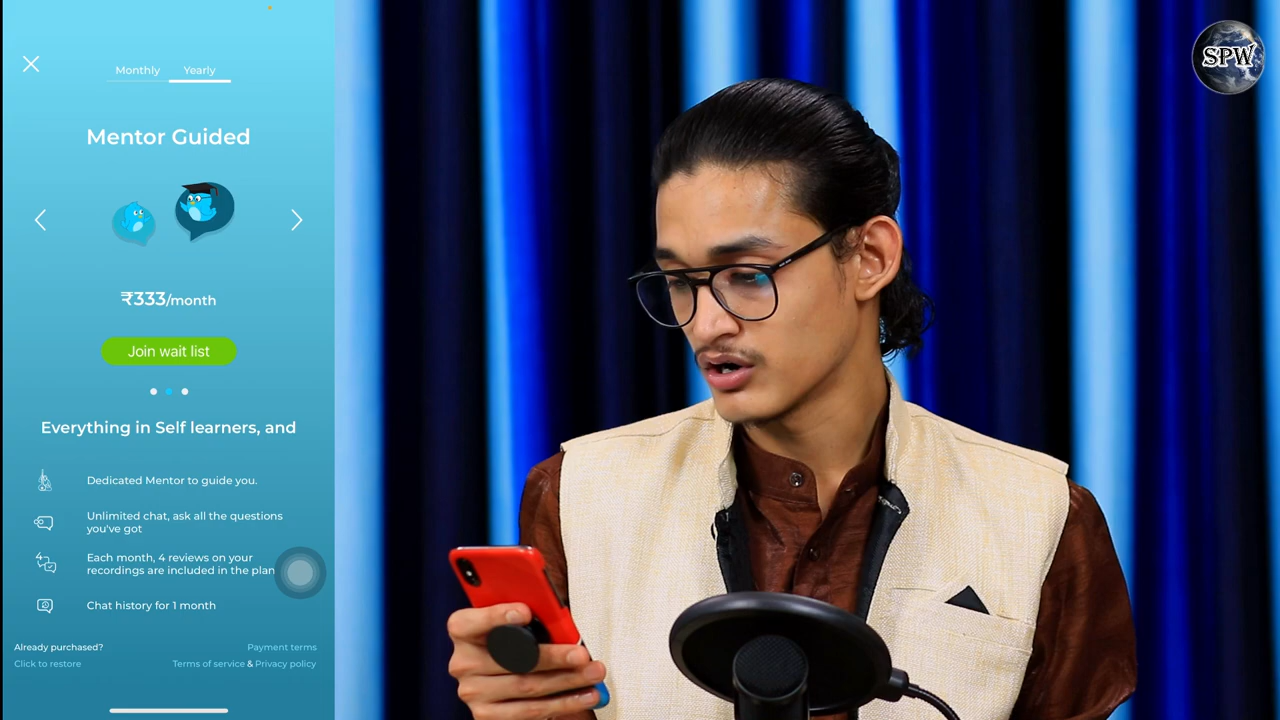 Monthly Yearly
Mentor Guided
₹333/month
Join wait list
Everything in Self learners, and
Dedicated Mentor to guide you.
Unlimited chat, ask all the questions
you've got
Each month, 4 reviews on your
recordings are included in the plan
Chat history for 1 month
Already purchased? Payment terms
Click to restore Terms of service & Privacy policy
SPW